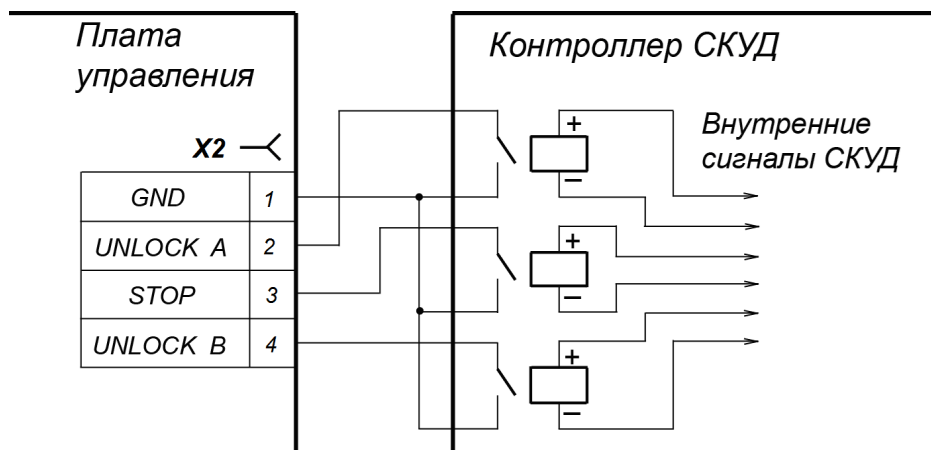 Плата
управления
Контроллер СКУД
Внутренние
сигналы СКУД
X2
GND 1
UNLOCK A 2
STOP 3
UNLOCK B 4
+
−
+
−
+
−